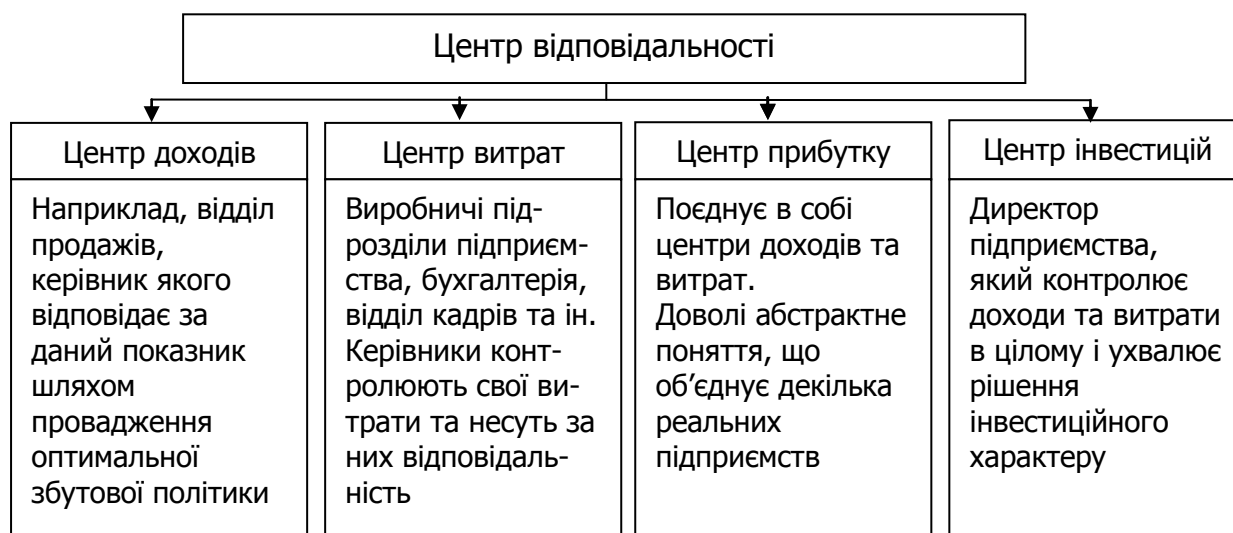 Центр відповідальності
Центр доходів
Наприклад, відділ
продажів,
керівник якого
відповідає за
даний показник
шляхом
провадження
оптимальної
збутової політики
Центр витрат
Виробничі під-
розділи підприєм-
ства, бухгалтерія,
відділ кадрів та ін.
Керівники конт-
ролюють свої ви-
трати та несуть за
них відповідаль-
ність
Центр прибутку
Поєднує в собі
центри доходів та
витрат.
Доволі абстрактне
поняття, що
об’єднує декілька
реальних
підприємств
Центр інвестицій
Директор
підприємства,
який контролює
доходи та витрати
в цілому і ухвалює
рішення
інвестиційного
характеру